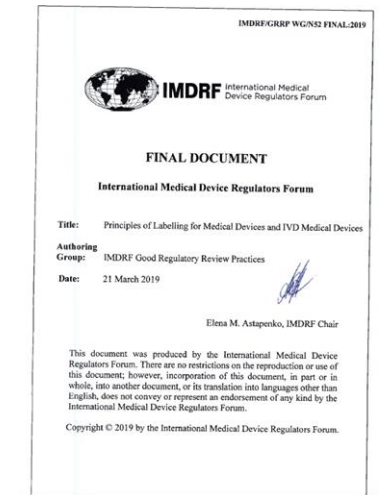 IMDRF/GRRP WG/N52 FINAL:2019
IMDRF International Medical
Device Regulators Forum
FINAL DOCUMENT
International Medical Device Regulators Forum
Title: Principles of Labelling for Medical Devices and IVD Medical Devices
Authoring
Group: IMDRF Good Regulatory Review Practices
Date: 21 March 2019
Elena M. Astapenko, IMDRF Chair
This document was produced by the International Medical Device
Regulators Forum. There are no restrictions on the reproduction or use of
this document; however, incorporation of this document, in part or in
whole, into another document, or its translation into languages other than
English, does not convey or represent an endorsement of any kind by the
International Medical Device Regulators Forum.
Copyright © 2019 by the International Medical Device Regulators Forum.